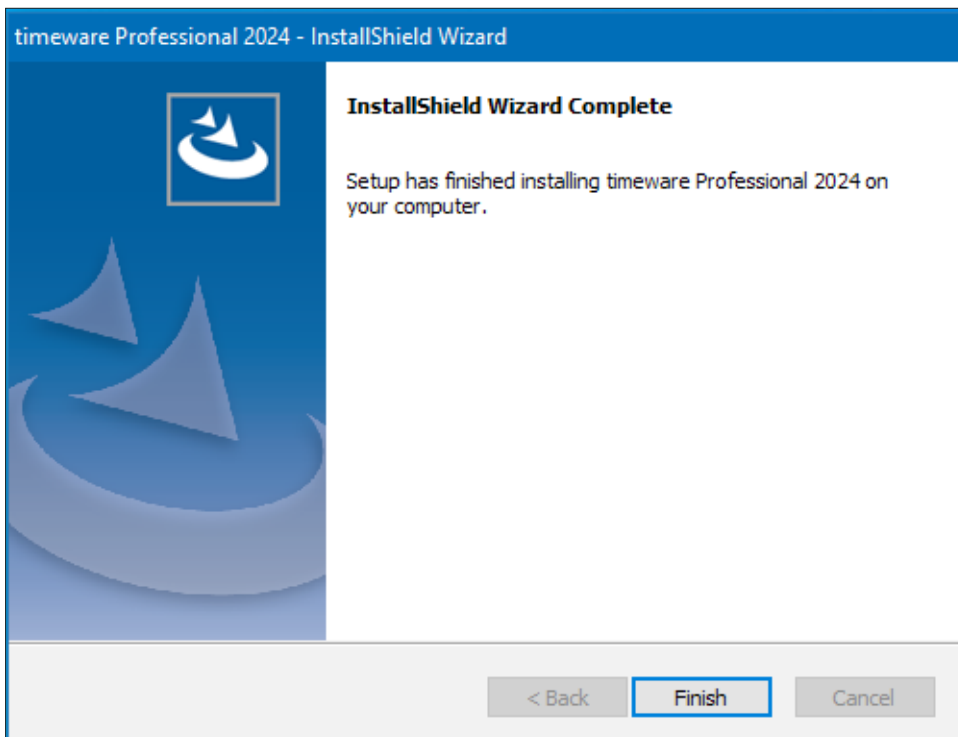 timeware Professional 2024 - InstallShield Wizard
InstallShield Wizard Complete
Setup has finished installing timeware Professional 2024 on
your computer.
< Back
Finish
Cancel